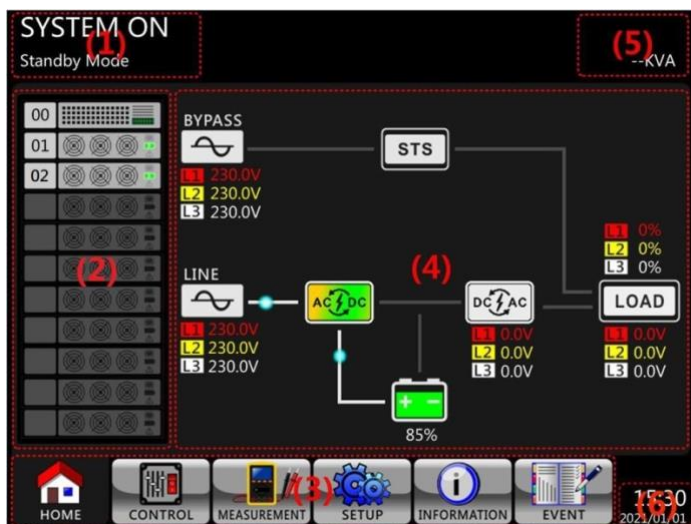 SYSTEM ON
(1)
Standby Mode
(5)
--KVA
00
01
02
(2)
BYPASS
STS
L1 230.0V
L2 230.0V
L3 230.0V
L1 0%
L2 0%
L3 0%
LINE
(4)
AC DC
DC AC
LOAD
L1 230.0V
L2 230.0V
L3 230.0V
L1 0.0V
L2 0.0V
L3 0.0V
L1 0.0V
L2 0.0V
L3 0.0V
+ -
85%
(3)
HOME
CONTROL
MEASUREMENT
SETUP
INFORMATION
EVENT
15:30
(6)
2021/01/01